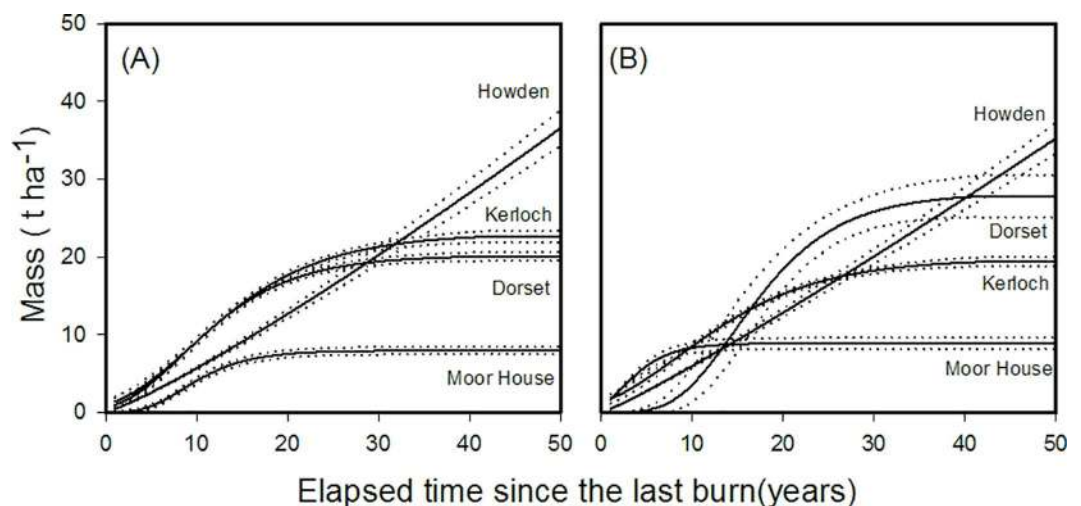 (A)
(B)
50
40
30
20
10
0
Mass ( t ha-1)
Howden
Kerloch
Dorset
Moor House
Howden
Dorset
Kerloch
Moor House
0 10 20 30 40 50
0 10 20 30 40 50
Elapsed time since the last burn(years)